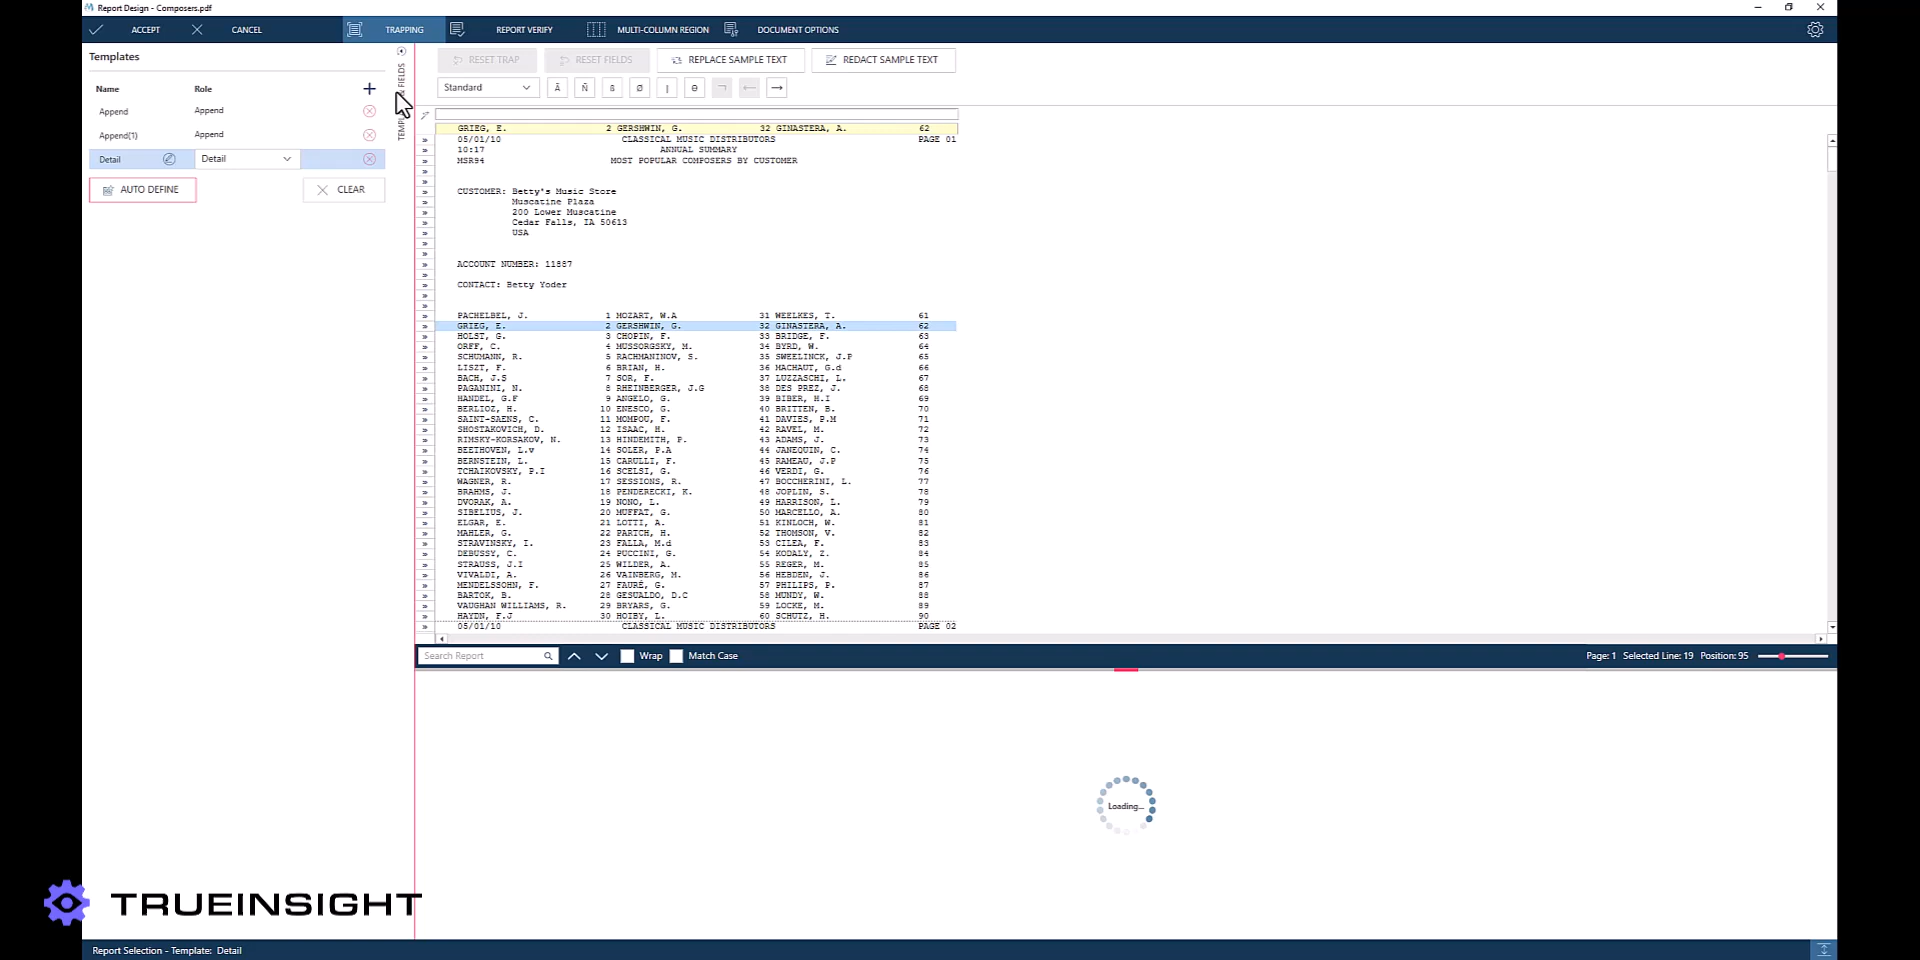 Report Design - Composers.pdf
ACCEPT CANCEL TRAPPING REPORT VERIFY MULTI-COLUMN REGION DOCUMENT OPTIONS
Templates
Name Role
Append Append
Append(1) Append
Detail Detail
AUTO DEFINE CLEAR
FIELDS
RESET TRAP RESET FIELDS REPLACE SAMPLE TEXT REDACT SAMPLE TEXT
Standard Ã Ñ ß Ø | ɵ ¬ ← →
GRIEG, E. 2 GERSHWIN, G. 32 GINASTERA, A. 62
05/01/10 CLASSICAL MUSIC DISTRIBUTORS PAGE 01
10:17 ANNUAL SUMMARY
MSR94 MOST POPULAR COMPOSERS BY CUSTOMER
CUSTOMER: Betty's Music Store
Muscatine Plaza
200 Lower Muscatine
Cedar Falls, IA 50613
USA
ACCOUNT NUMBER: 11887
CONTACT: Betty Yoder
PACHELBEL, J. 1 MOZART, W.A 31 WEELKES, T. 61
GRIEG, E. 2 GERSHWIN, G. 32 GINASTERA, A. 62
HOLST, G. 3 CHOPIN, F. 33 BRIDGE, F. 63
ORFF, C. 4 MUSSORGSKY, M. 34 BYRD, W. 64
SCHUMANN, R. 5 RACHMANINOV, S. 35 SWEELINCK, J.P 65
LISZT, F. 6 BRIAN, H. 36 MACHAUT, G.d 66
BACH, J.S 7 SOR, F. 37 LUZZASCHI, L. 67
PAGANINI, N. 8 RHEINBERGER, J.G 38 DES PREZ, J. 68
HANDEL, G.F 9 ANGELO, G. 39 BIBER, H.I 69
BERLIOZ, H. 10 ENESCO, G. 40 BRITTEN, B. 70
SAINT-SAENS, C. 11 MOMPOU, F. 41 DAVIES, P.M 71
SHOSTAKOVICH, D. 12 ISAAC, H. 42 RAVEL, M. 72
RIMSKY-KORSAKOV, N. 13 HINDEMITH, P. 43 ADAMS, J. 73
BEETHOVEN, L.v 14 SOLER, P.A 44 JANEQUIN, C. 74
BERNSTEIN, L. 15 CARULLI, F. 45 RAMEAU, J.P 75
TCHAIKOVSKY, P.I 16 SCELSI, G. 46 VERDI, G. 76
WAGNER, R. 17 SESSIONS, R. 47 BOCCHERINI, L. 77
BRAHMS, J. 18 PENDERECKI, K. 48 JOPLIN, S. 78
DVORAK, A. 19 NONO, L. 49 HARRISON, L. 79
SIBELIUS, J. 20 MUFFAT, G. 50 MARCELLO, A. 80
ELGAR, E. 21 LOTTI, A. 51 KINLOCH, W. 81
MAHLER, G. 22 PARTCH, H. 52 THOMSON, V. 82
STRAVINSKY, I. 23 FALLA, M.d 53 CILEA, F. 83
DEBUSSY, C. 24 PUCCINI, G. 54 KODALY, Z. 84
STRAUSS, J.I 25 WILDER, A. 55 REGER, M. 85
VIVALDI, A. 26 VAINBERG, M. 56 HEBDEN, J. 86
MENDELSSOHN, F. 27 FAURÉ, G. 57 PHILIPS, P. 87
BARTOK, B. 28 GESUALDO, D.C 58 MUNDY, W. 88
VAUGHAN WILLIAMS, R. 29 BRYARS, G. 59 LOCKE, M. 89
HAYDN, F.J 30 HOIBY, L. 60 SCHUTZ, H. 90
05/01/10 CLASSICAL MUSIC DISTRIBUTORS PAGE 02
Search Report Wrap Match Case Page: 1 Selected Line: 19 Position: 95
Loading...
TRUEINSIGHT
Report Selection - Template: Detail